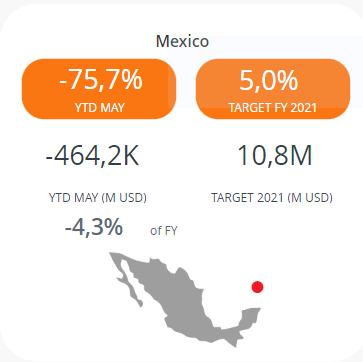 Mexico
-75,7%
YTD MAY
5,0%
TARGET FY 2021
-464,2K
10,8M
YTD MAY (M USD)
TARGET 2021 (M USD)
-4,3% of FY